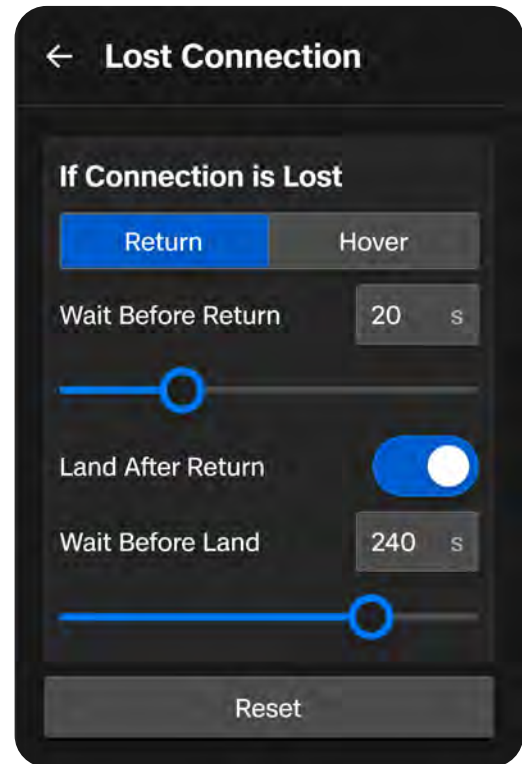 ← Lost Connection
If Connection is Lost
Return Hover
Wait Before Return 20 s
Land After Return
Wait Before Land 240 s
Reset